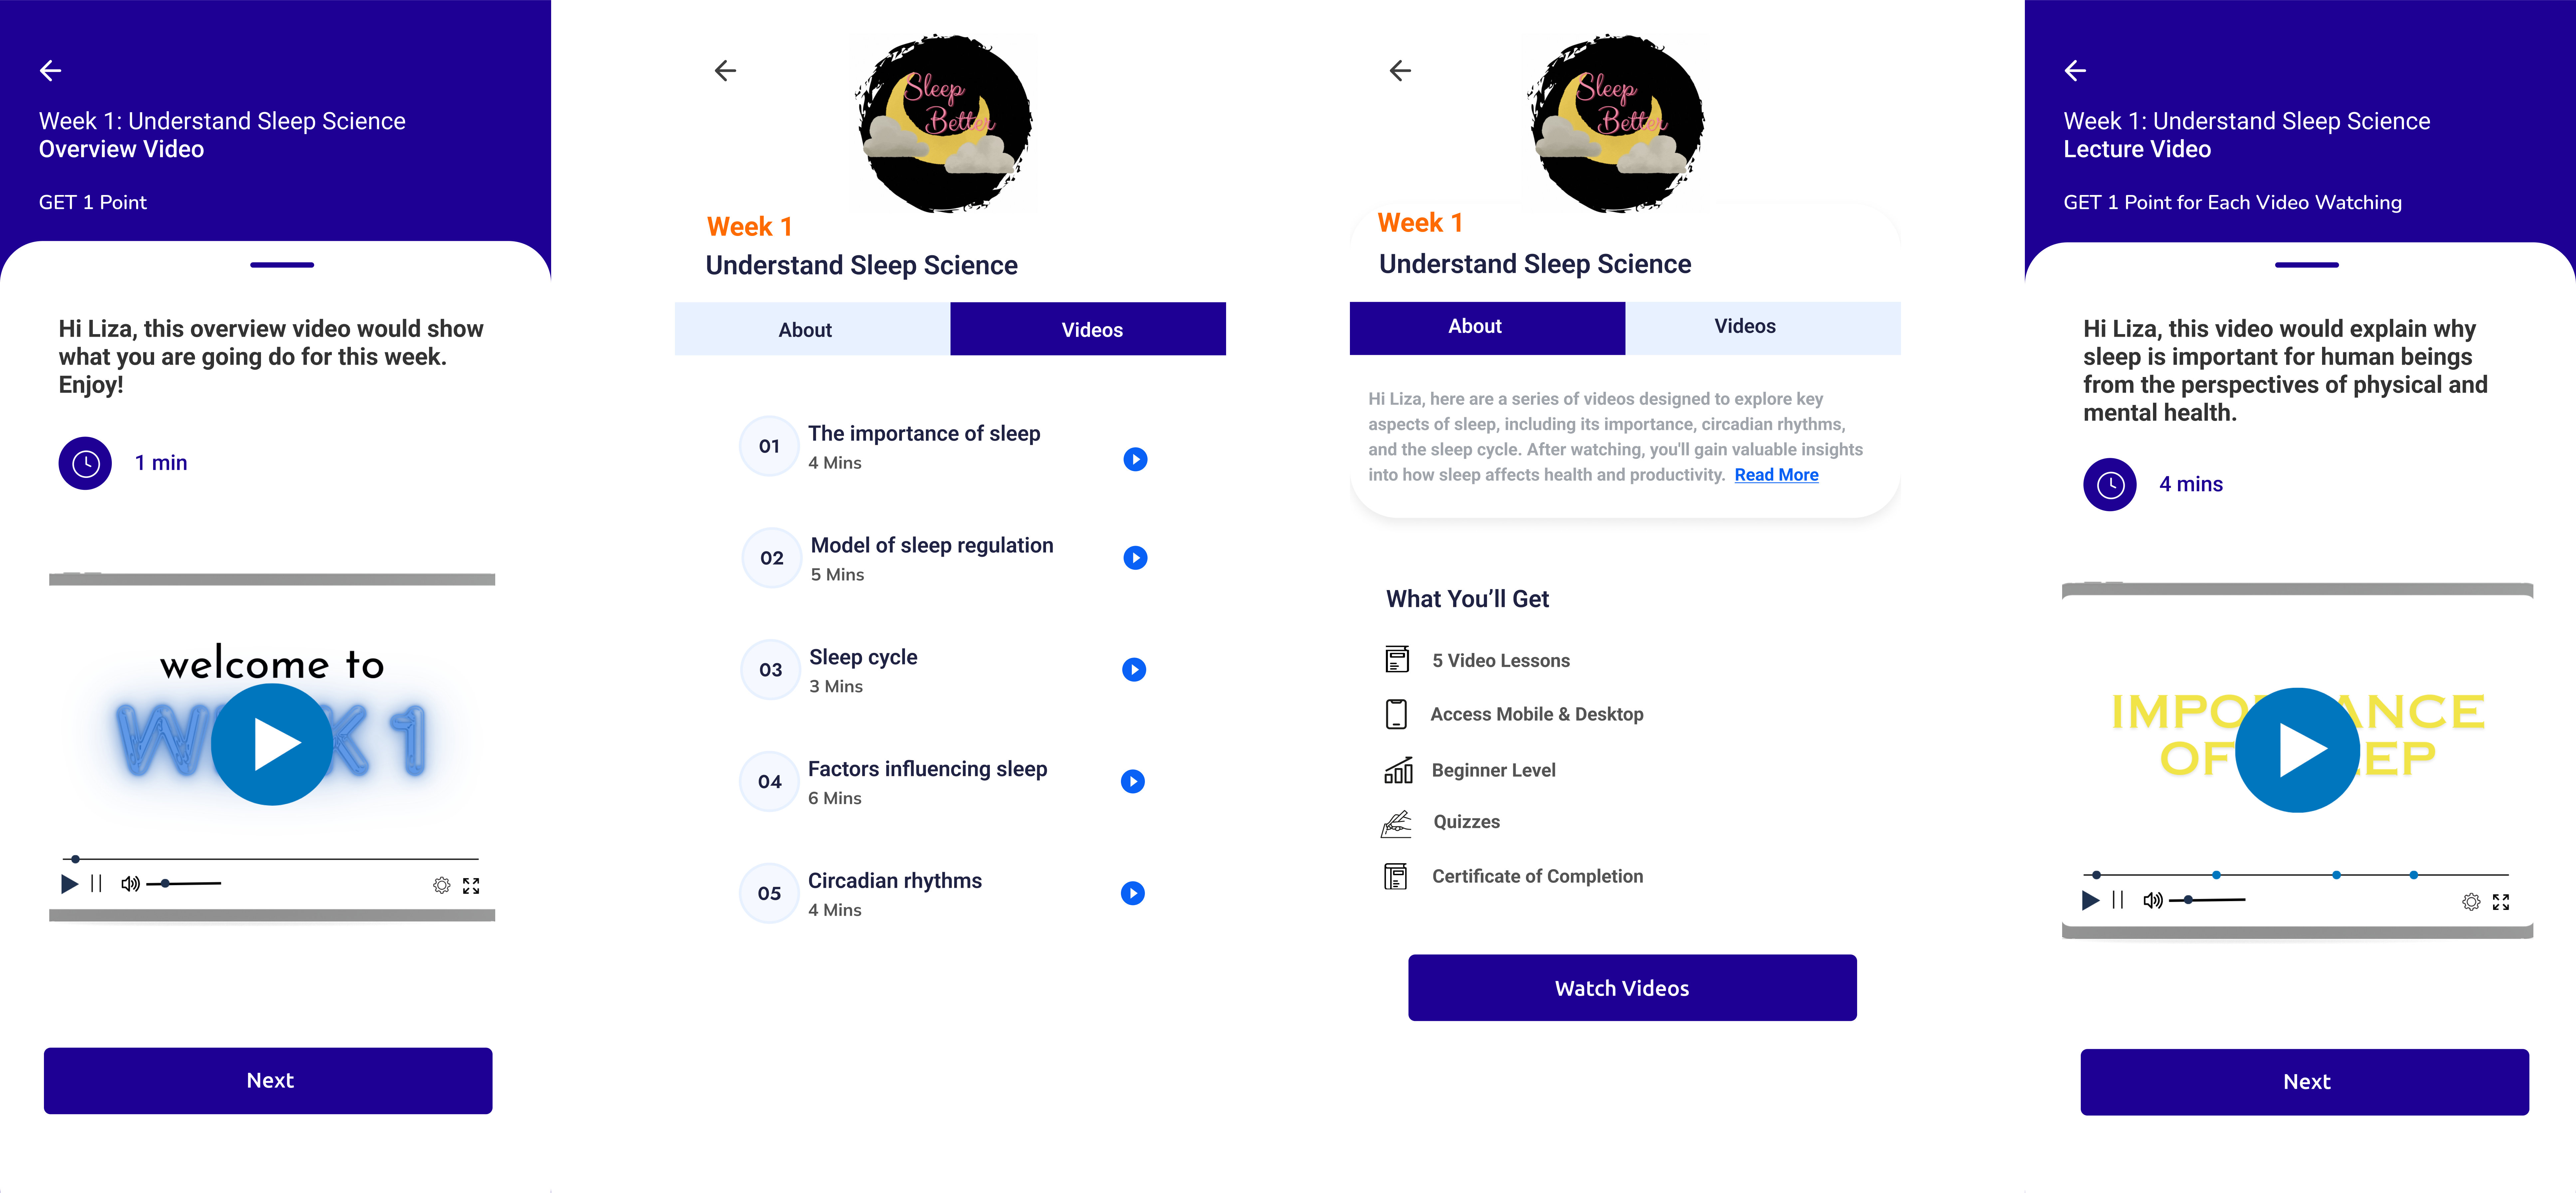 Week 1: Understand Sleep Science
Overview Video
GET 1 Point
Hi Liza, this overview video would show
what you are going do for this week.
Enjoy!
1 min
welcome to
W K 1
Next
Sleep
Better
Week 1
Understand Sleep Science
About
Videos
01
The importance of sleep
4 Mins
02
Model of sleep regulation
5 Mins
03
Sleep cycle
3 Mins
04
Factors influencing sleep
6 Mins
05
Circadian rhythms
4 Mins
Sleep
Better
Week 1
Understand Sleep Science
About
Videos
Hi Liza, here are a series of videos designed to explore key
aspects of sleep, including its importance, circadian rhythms,
and the sleep cycle. After watching, you'll gain valuable insights
into how sleep affects health and productivity. Read More
What You’ll Get
5 Video Lessons
Access Mobile & Desktop
Beginner Level
Quizzes
Certificate of Completion
Watch Videos
Week 1: Understand Sleep Science
Lecture Video
GET 1 Point for Each Video Watching
Hi Liza, this video would explain why
sleep is important for human beings
from the perspectives of physical and
mental health.
4 mins
IMPO ANCE
OF EEP
Next